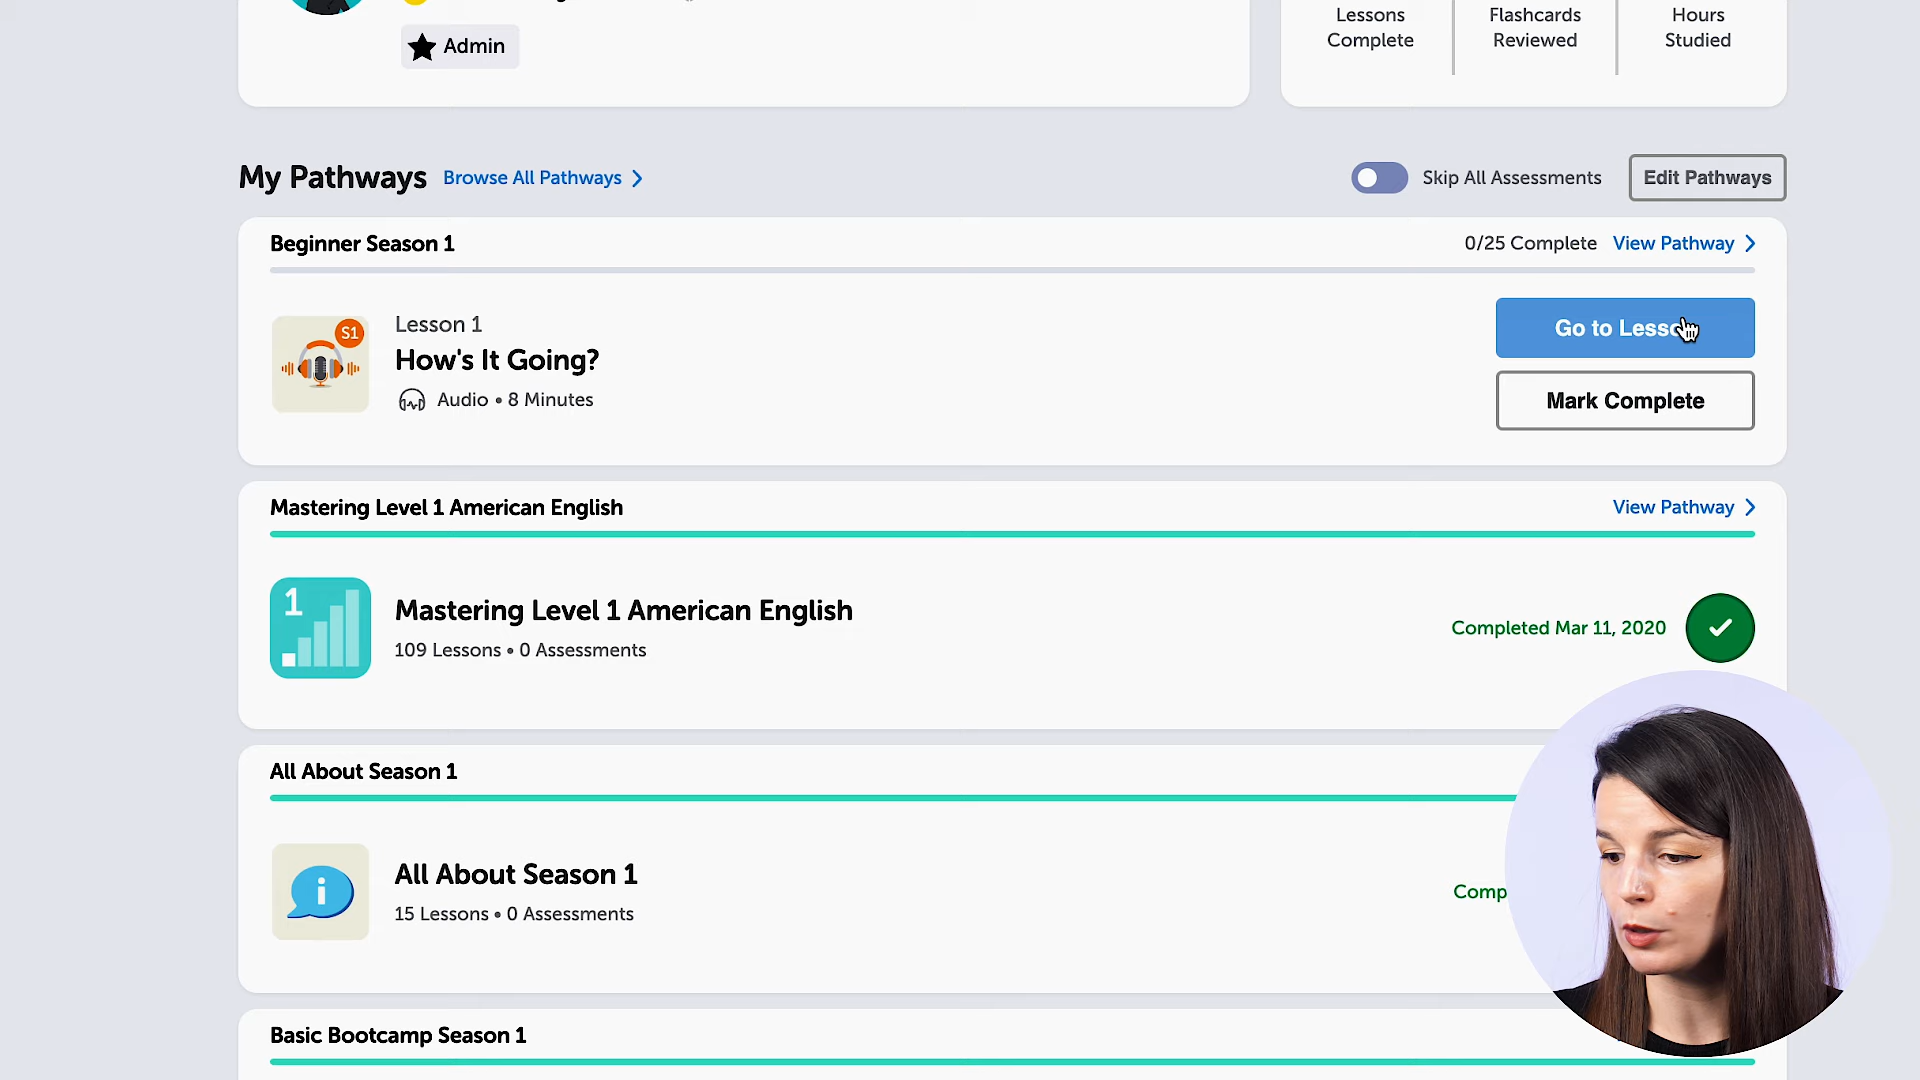 Admin
Lessons Complete
Flashcards Reviewed
Hours Studied
My Pathways Browse All Pathways
Skip All Assessments
Edit Pathways
Beginner Season 1
0/25 Complete View Pathway
S1
Lesson 1
How's It Going?
Audio • 8 Minutes
Go to
Mark Complete
Mastering Level 1 American English
View Pathway
1
Mastering Level 1 American English
109 Lessons • 0 Assessments
Completed Mar 11, 2020
All About Season 1
i
All About Season 1
15 Lessons • 0 Assessments
Comp
Basic Bootcamp Season 1